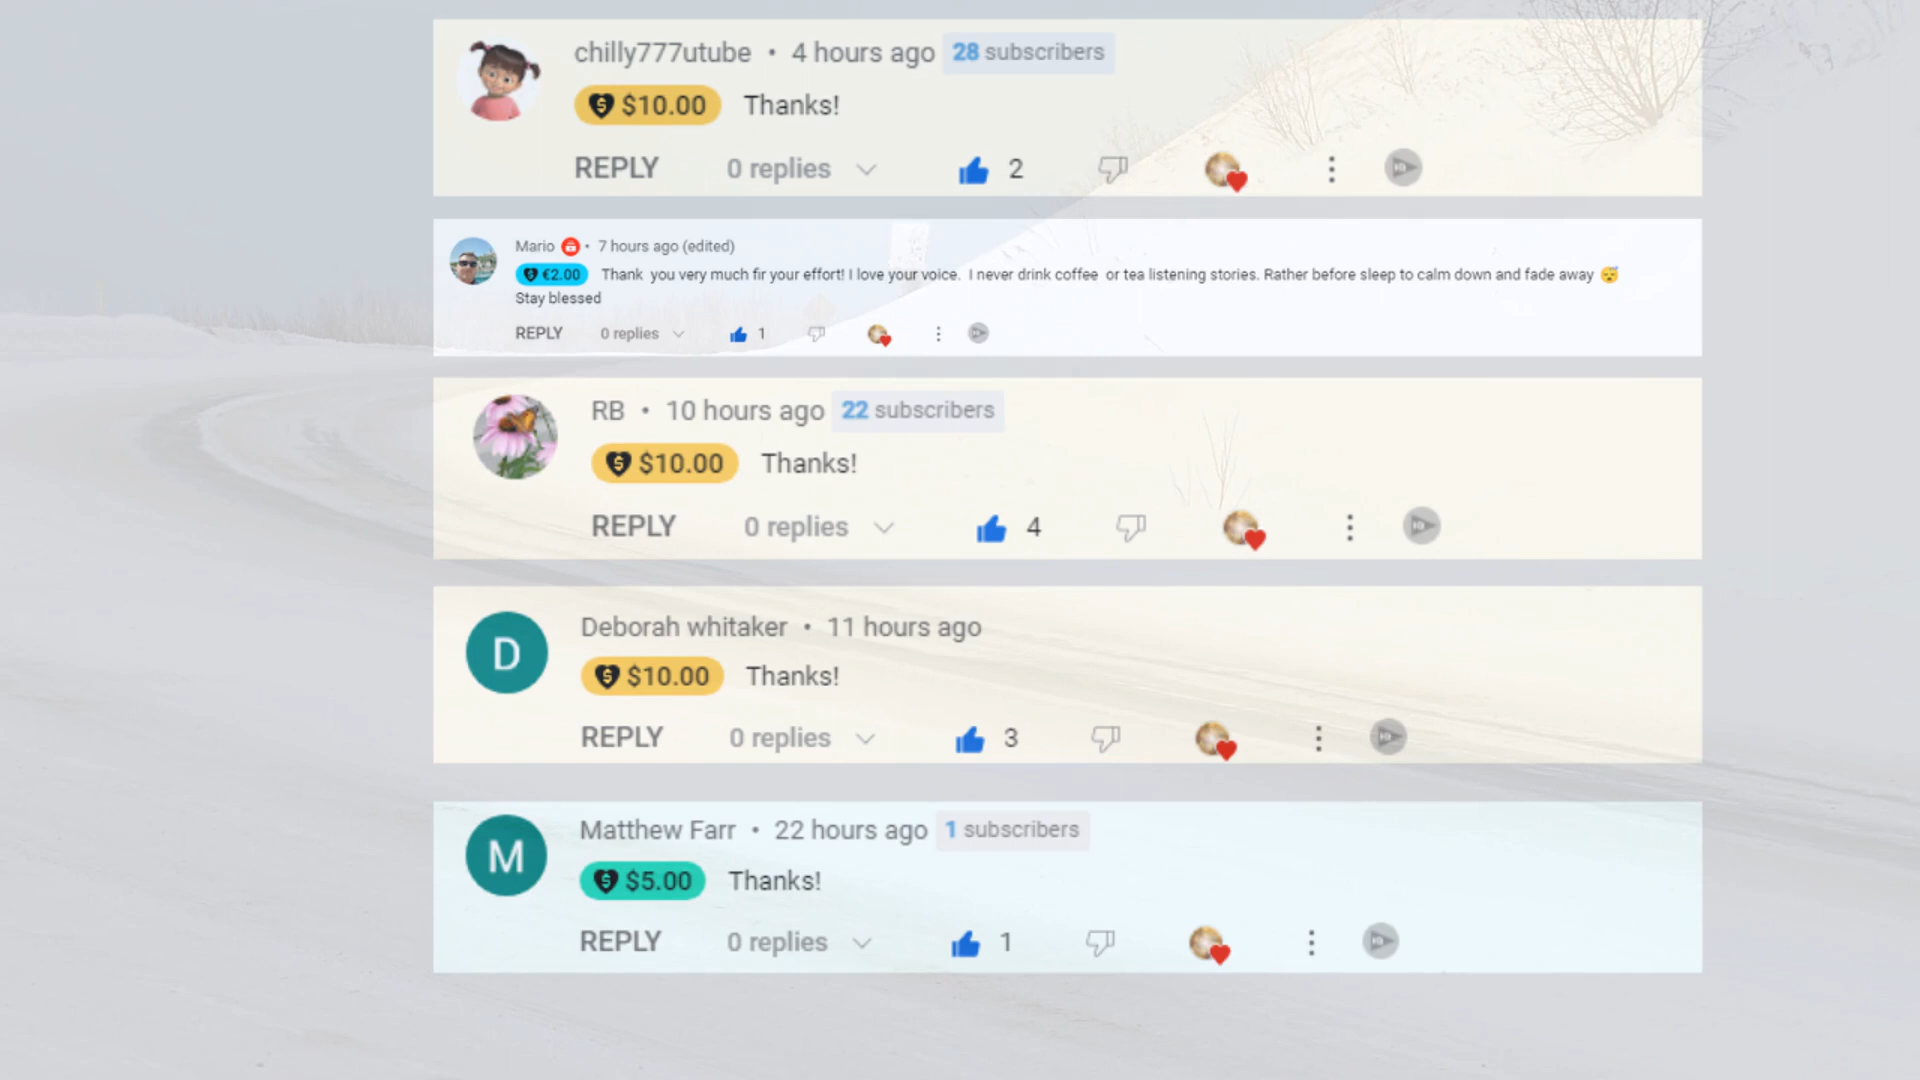 chilly777utube • 4 hours ago 28 subscribers
$10.00 Thanks!
REPLY 0 replies 2
Mario • 7 hours ago (edited)
€2.00 Thank you very much fir your effort! I love your voice. I never drink coffee or tea listening stories. Rather before sleep to calm down and fade away 😴
Stay blessed
REPLY 0 replies 1
RB • 10 hours ago 22 subscribers
$10.00 Thanks!
REPLY 0 replies 4
D
Deborah whitaker • 11 hours ago
$10.00 Thanks!
REPLY 0 replies 3
M
Matthew Farr • 22 hours ago 1 subscribers
$5.00 Thanks!
REPLY 0 replies 1